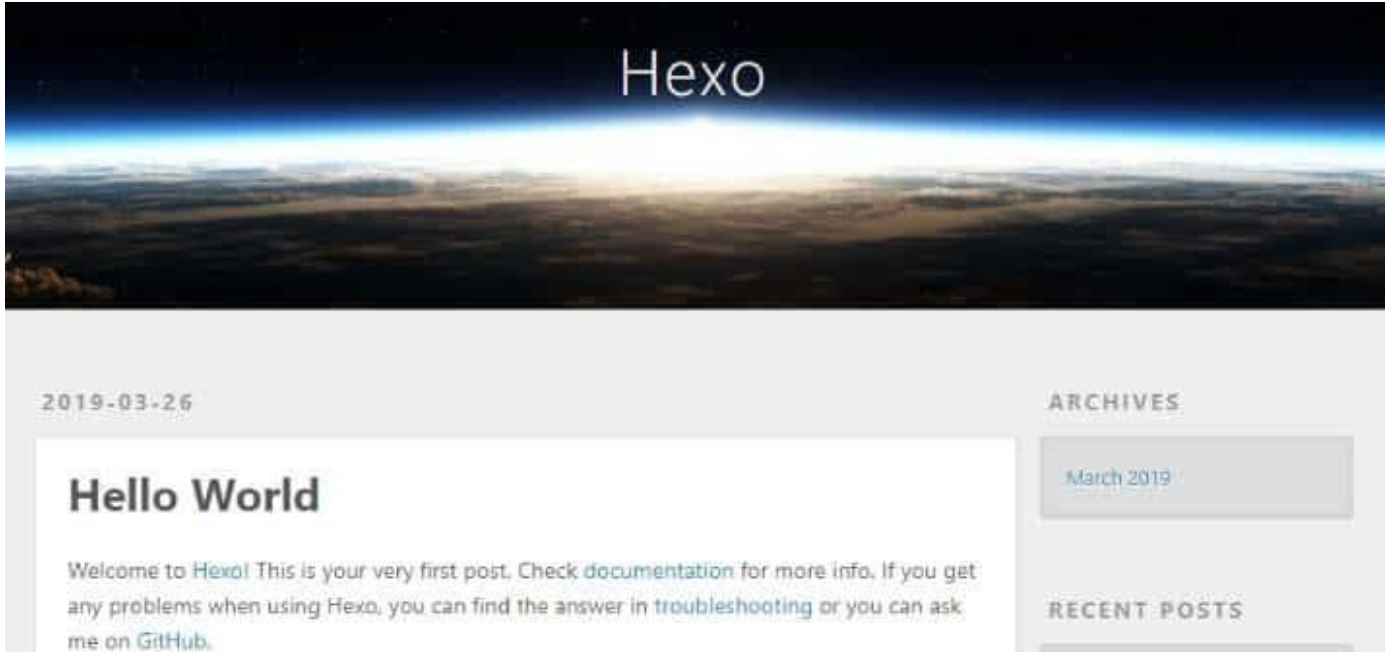 Hexo
2019-03-26
Hello World
Welcome to Hexo! This is your very first post. Check documentation for more info. If you get
any problems when using Hexo, you can find the answer in troubleshooting or you can ask
me on GitHub.
ARCHIVES
March 2019
RECENT POSTS